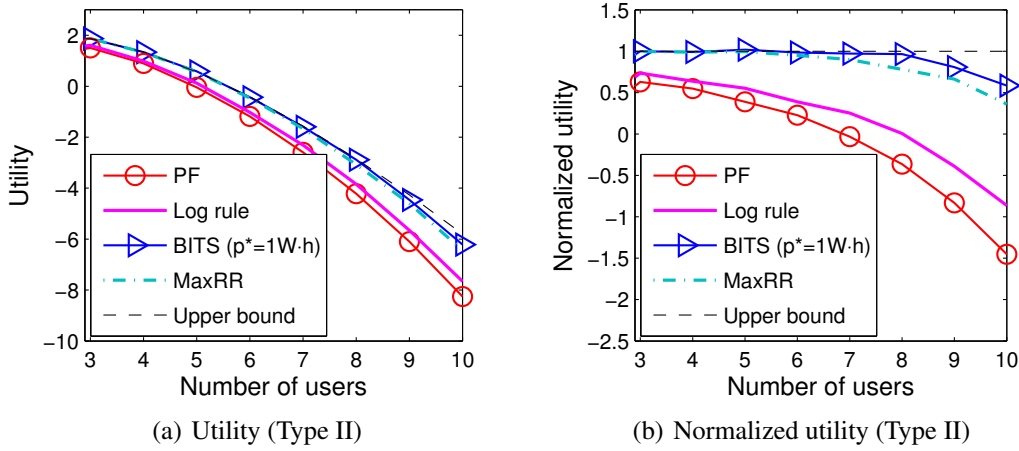 2
0
−2
−4
−6
−8
−10
Utility
PF
Log rule
BITS (p*=1W·h)
MaxRR
Upper bound
3 4 5 6 7 8 9 10
Number of users
(a) Utility (Type II)
1.5
1
0.5
0
−0.5
−1
−1.5
−2
−2.5
Normalized utility
PF
Log rule
BITS (p*=1W·h)
MaxRR
Upper bound
3 4 5 6 7 8 9 10
Number of users
(b) Normalized utility (Type II)